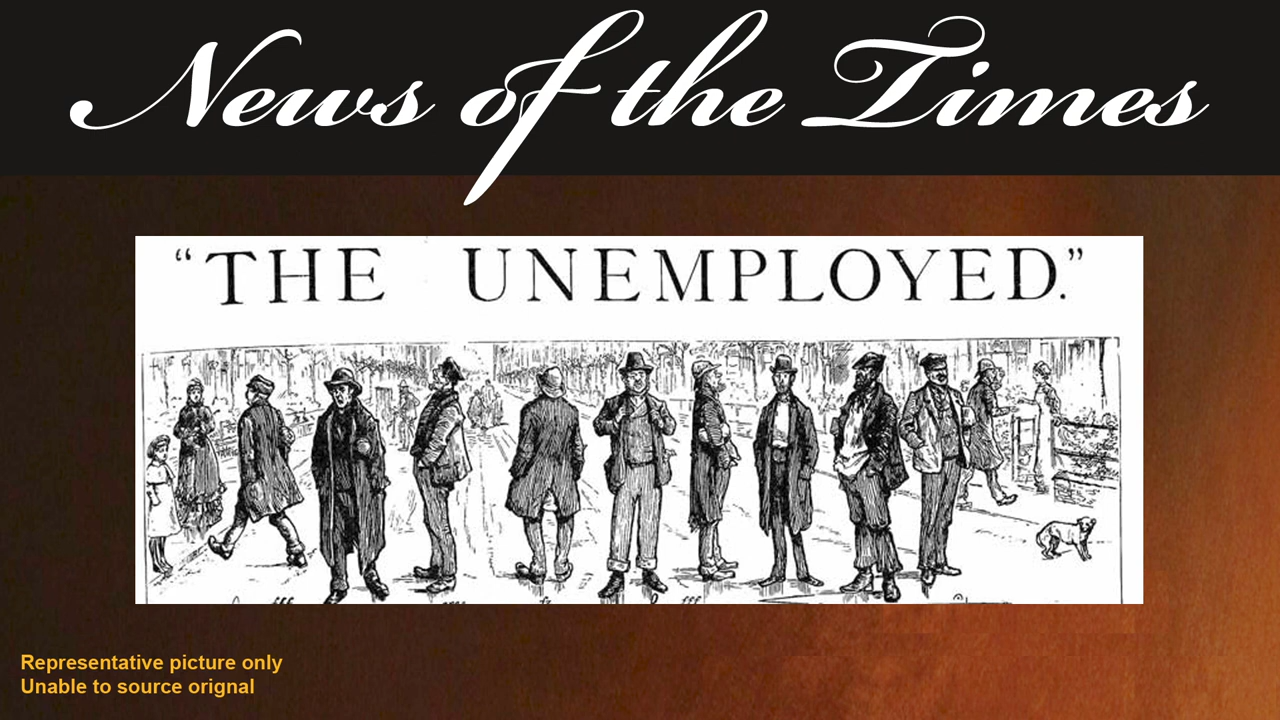 News of the Times
“THE UNEMPLOYED.”
Representative picture only
Unable to source orignal